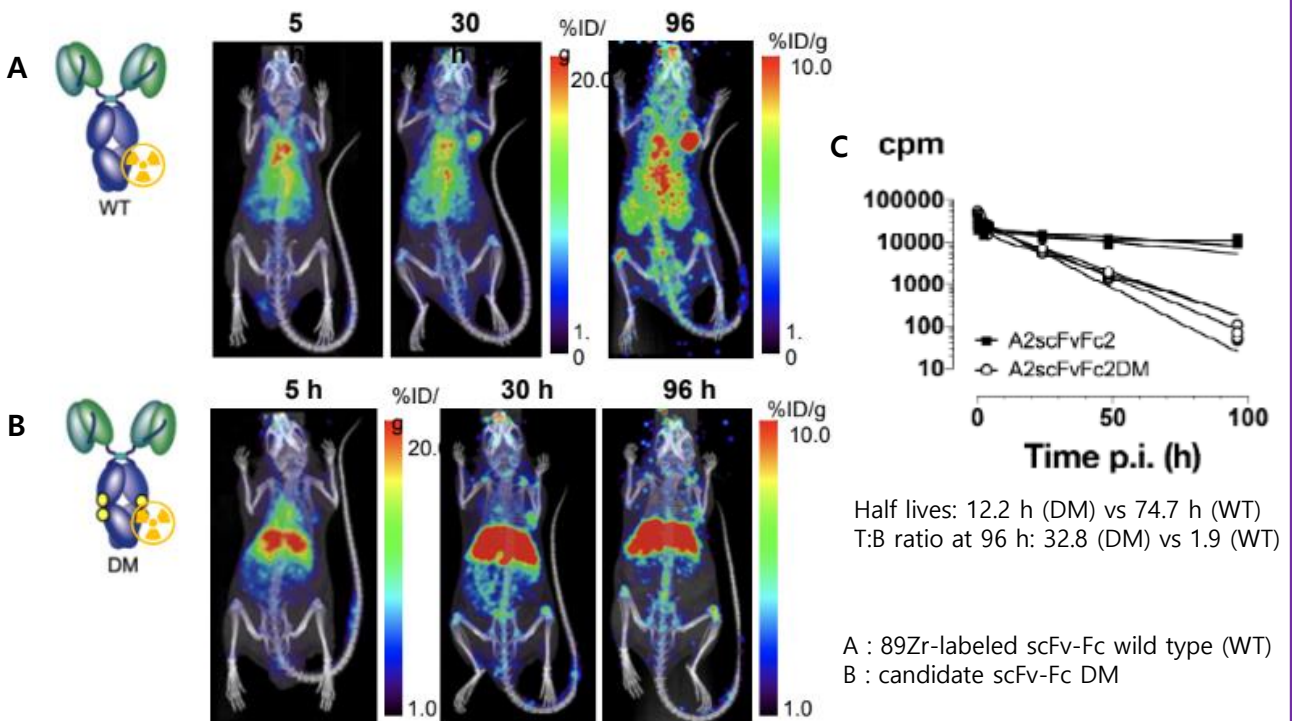 A
WT
5
h
30
h
96
%ID/
g
20.0
1.
0
%ID/g
10.0
1.
0
B
DM
5 h
30 h
96 h
%ID/
g
20.0
1.0
%ID/g
10.0
1.0
C
cpm
100000
10000
1000
100
10
A2scFvFc2
A2scFvFc2DM
0
50
100
Time p.i. (h)
Half lives: 12.2 h (DM) vs 74.7 h (WT)
T:B ratio at 96 h: 32.8 (DM) vs 1.9 (WT)
A : 89Zr-labeled scFv-Fc wild type (WT)
B : candidate scFv-Fc DM